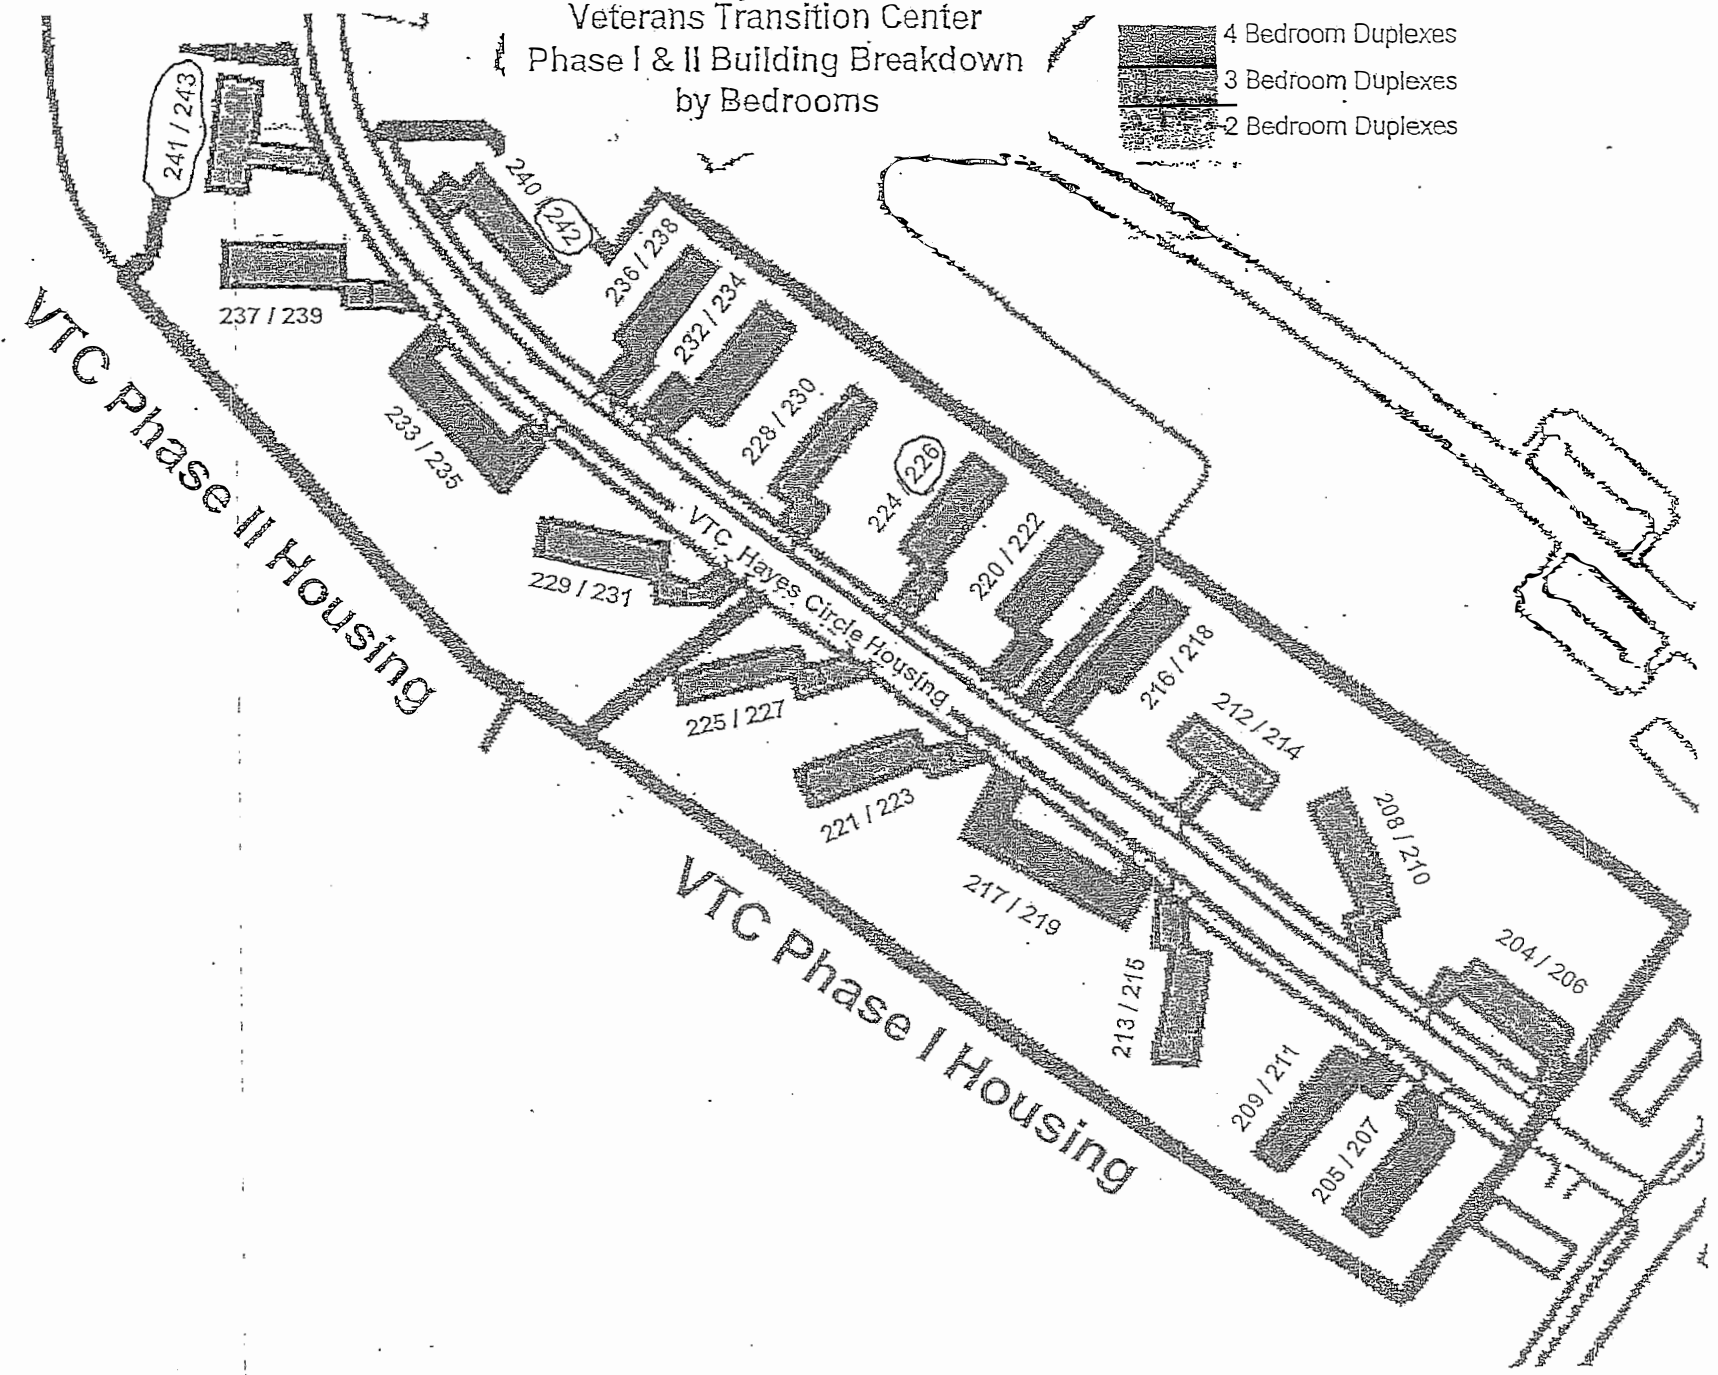 Veterans Transition Center
Phase I & II Building Breakdown
by Bedrooms
4 Bedroom Duplexes
3 Bedroom Duplexes
2 Bedroom Duplexes
241 / 243
240 / 242
237 / 239
236 / 238
232 / 234
233 / 235
228 / 230
224 / 226
229 / 231
220 / 222
225 / 227
216 / 218
221 / 223
212 / 214
217 / 219
208 / 210
213 / 215
204 / 206
209 / 211
205 / 207
VTC Hayes Circle Housing
VTC Phase II Housing
VTC Phase I Housing